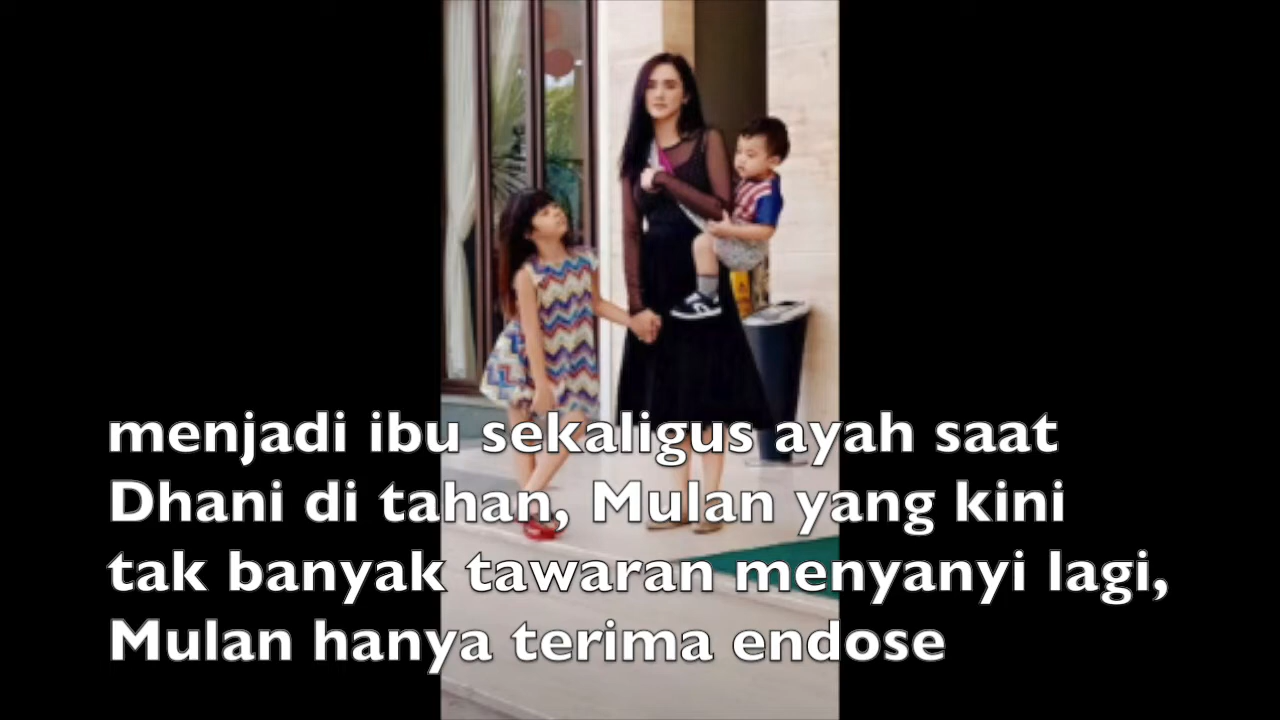 menjadi ibu sekaligus ayah saat
Dhani di tahan, Mulan yang kini
tak banyak tawaran menyanyi lagi,
Mulan hanya terima endose